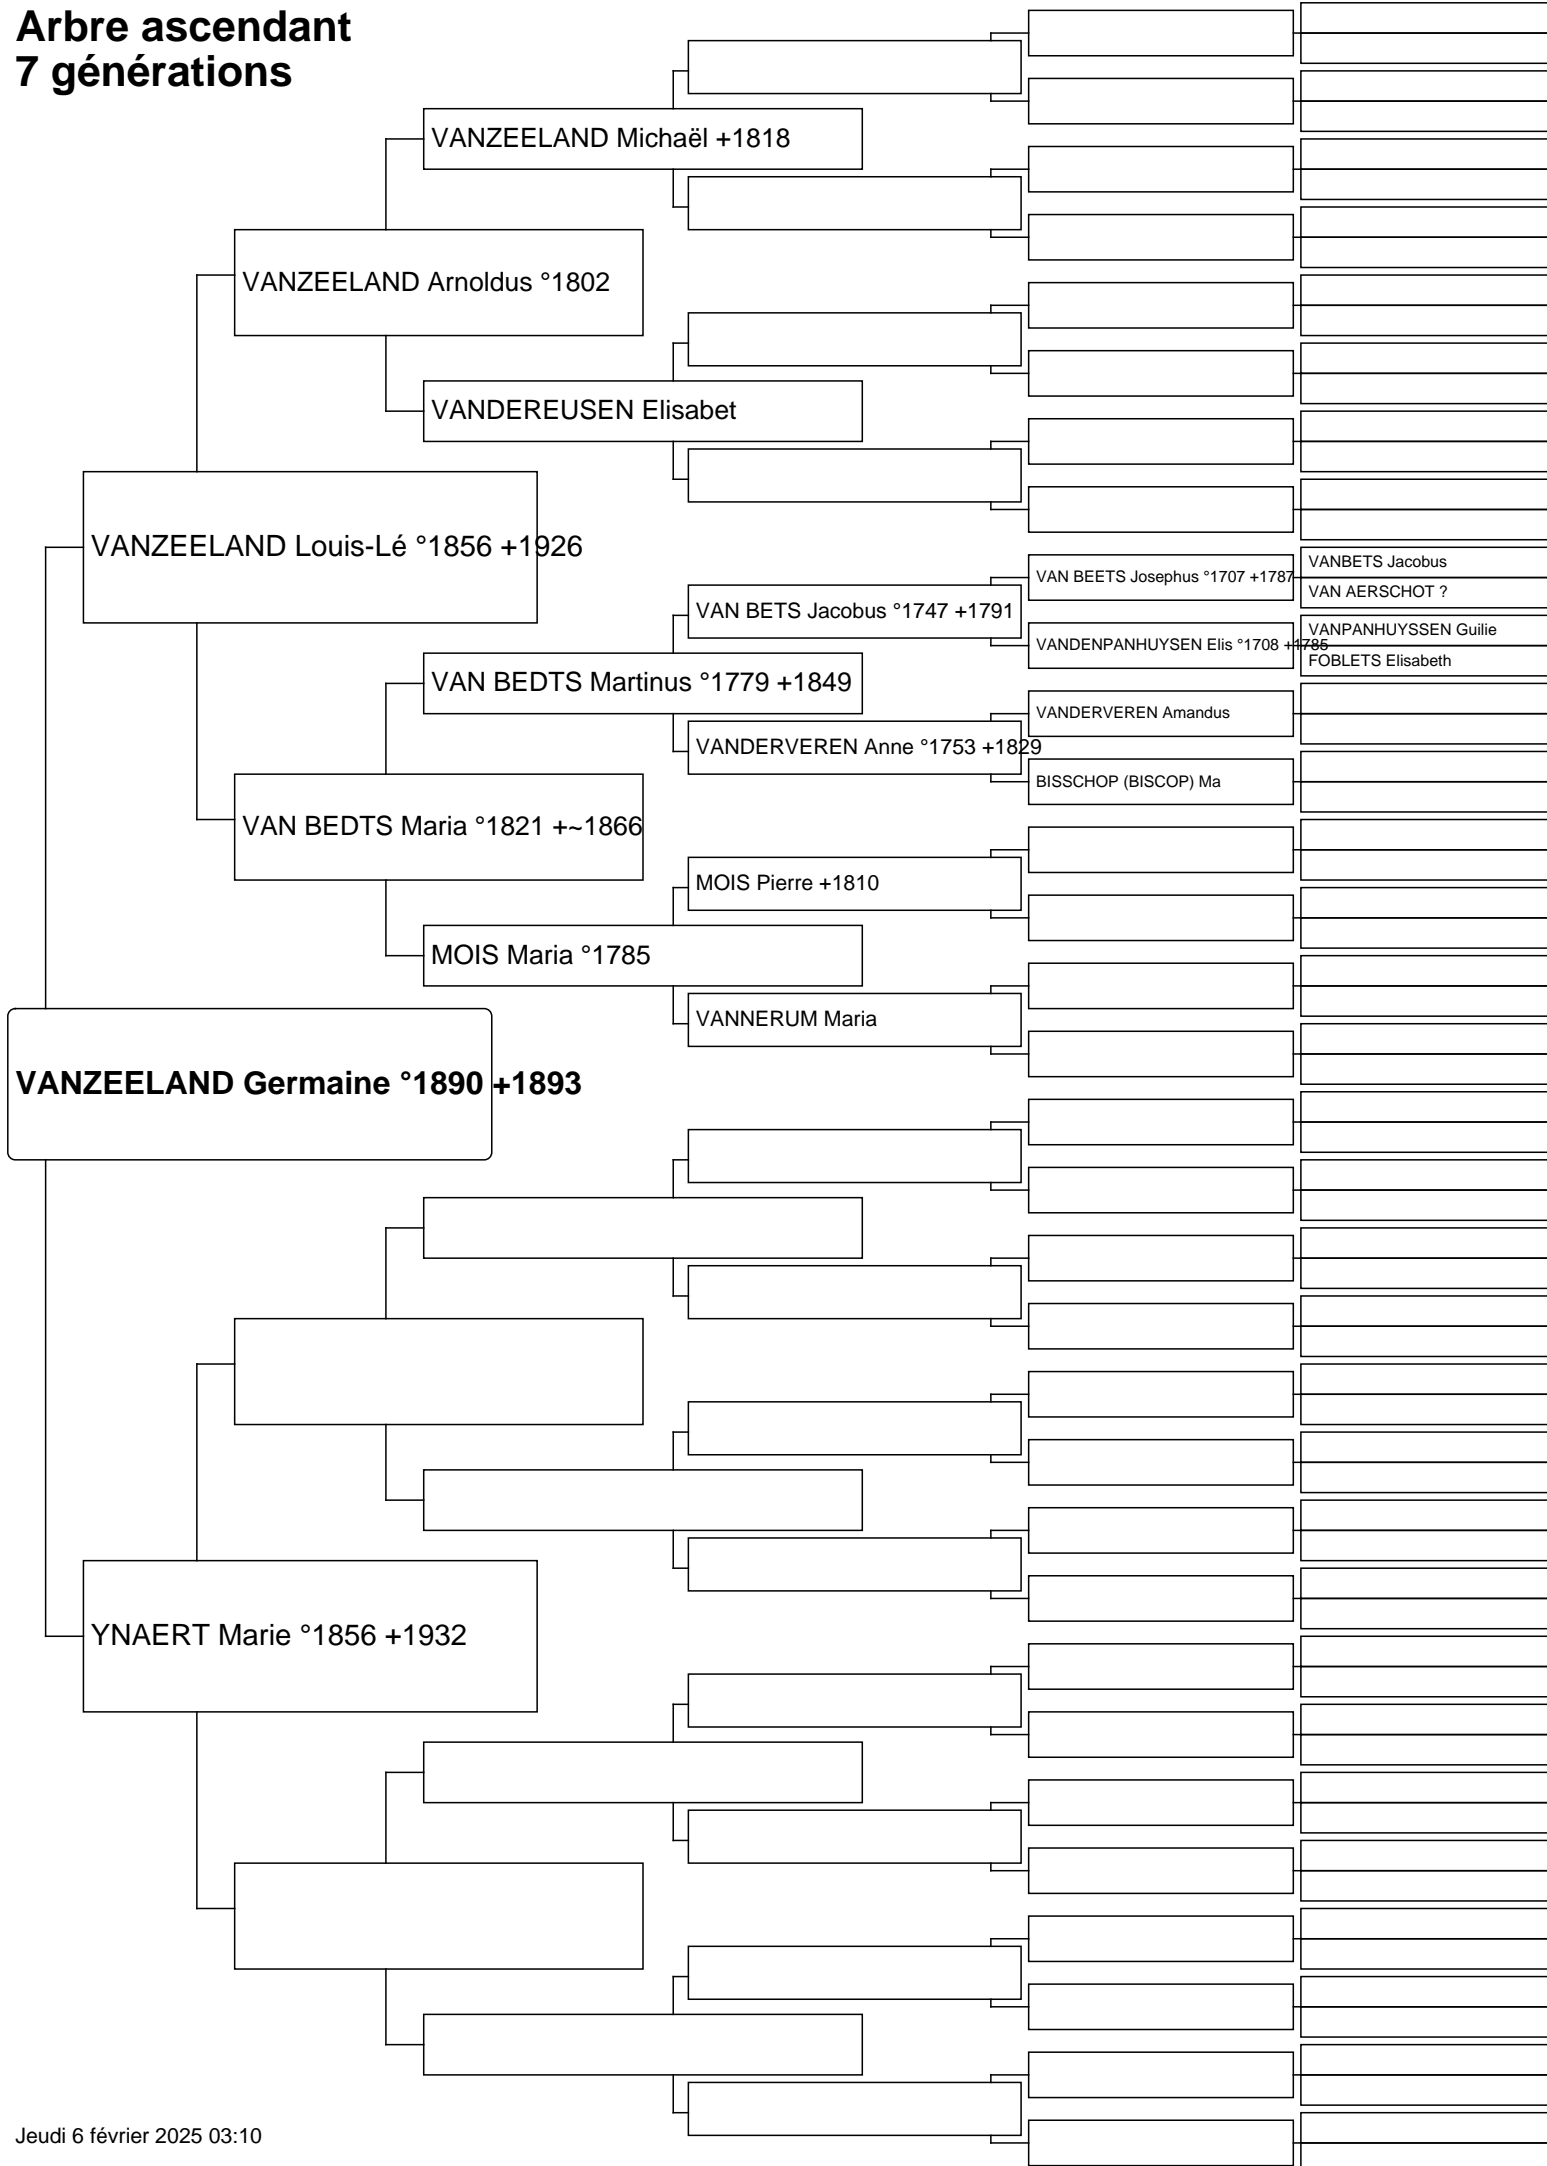 Arbre ascendant
7 générations
VANZEELAND Michaël +1818
VANZEELAND Arnoldus °1802
VANDEREUSEN Elisabet
VANZEELAND Louis-Lé °1856 +1926
VANBETS Jacobus
VAN BEETS Josephus °1707 +1787
VAN AERSCHOT ?
VAN BETS Jacobus °1747 +1791
VANPANHUYSSEN Guilie
VANDENPANHUYSEN Elis °1708 +1785
FOBLETS Elisabeth
VAN BEDTS Martinus °1779 +1849
VANDERVEREN Amandus
VANDERVEREN Anne °1753 +1829
BISSCHOP (BISCOP) Ma
VAN BEDTS Maria °1821 +~1866
MOIS Pierre +1810
MOIS Maria °1785
VANNERUM Maria
VANZEELAND Germaine °1890 +1893
YNAERT Marie °1856 +1932
Jeudi 6 février 2025 03:10